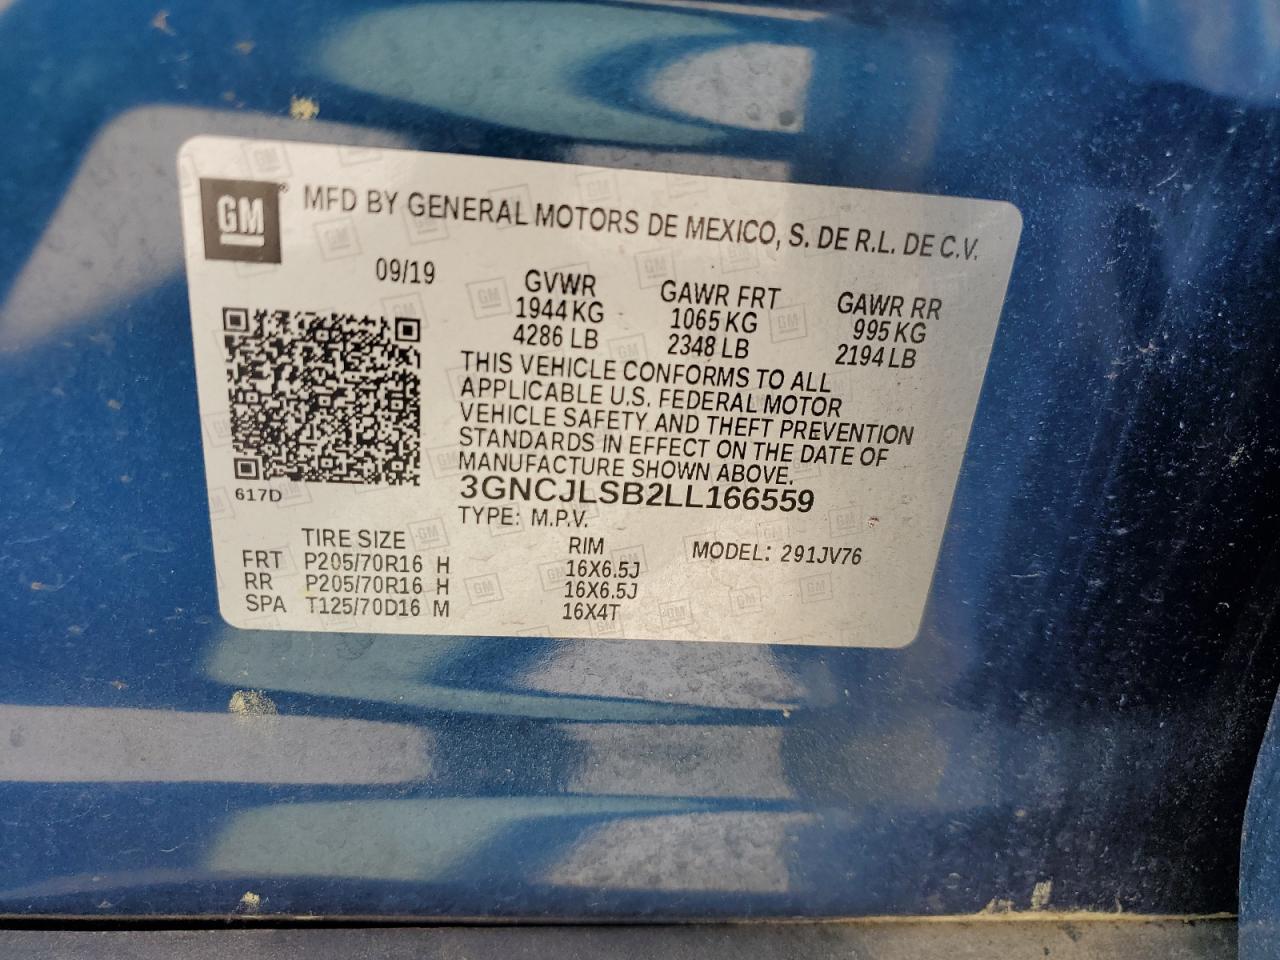 GM® MFD BY GENERAL MOTORS DE MEXICO, S. DE R.L. DE C.V.
09/19 GVWR GAWR FRT GAWR RR
1944 KG 1065 KG 995 KG
4286 LB 2348 LB 2194 LB
THIS VEHICLE CONFORMS TO ALL
APPLICABLE U.S. FEDERAL MOTOR
VEHICLE SAFETY AND THEFT PREVENTION
STANDARDS IN EFFECT ON THE DATE OF
MANUFACTURE SHOWN ABOVE.
617D 3GNCJLSB2LL166559
TYPE: M.P.V.
TIRE SIZE RIM MODEL: 291JV76
FRT P205/70R16 H 16X6.5J
RR P205/70R16 H 16X6.5J
SPA T125/70D16 M 16X4T